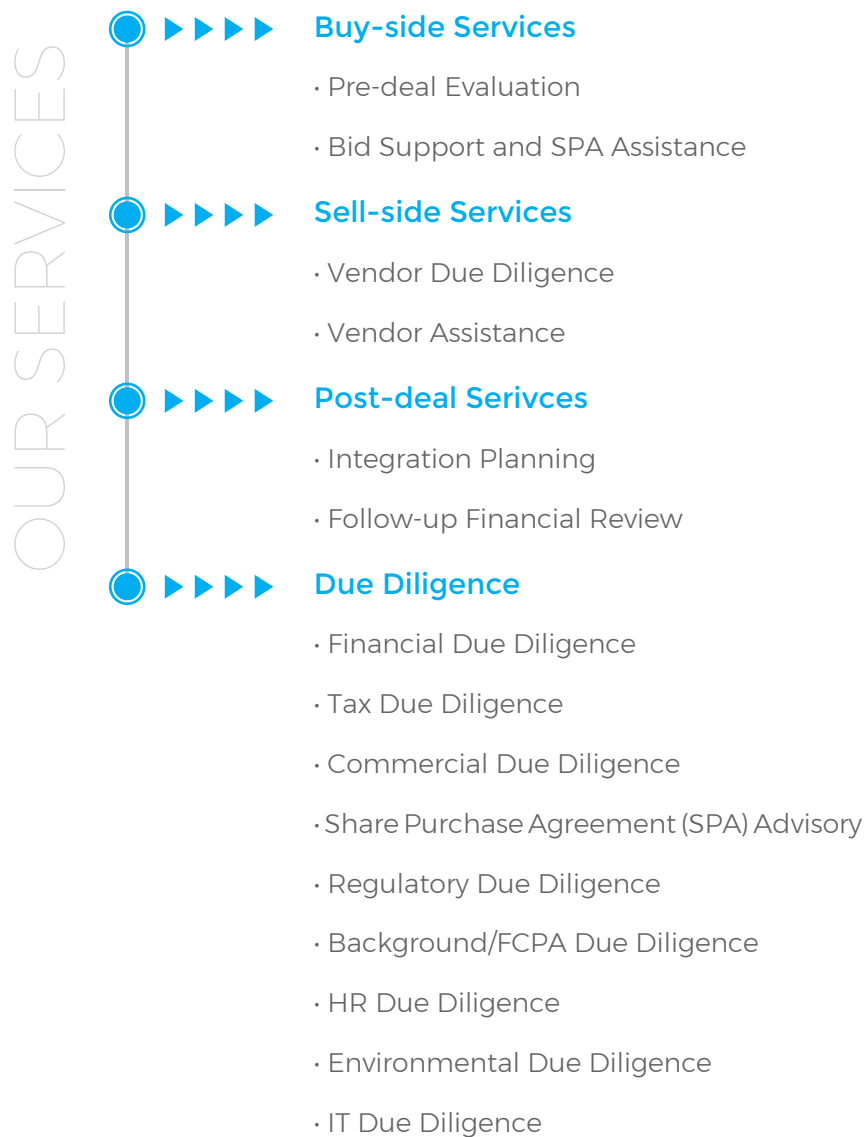 OUR SERVICES
Buy-side Services
• Pre-deal Evaluation
• Bid Support and SPA Assistance
Sell-side Services
• Vendor Due Diligence
• Vendor Assistance
Post-deal Serivces
• Integration Planning
• Follow-up Financial Review
Due Diligence
• Financial Due Diligence
• Tax Due Diligence
• Commercial Due Diligence
• Share Purchase Agreement (SPA) Advisory
• Regulatory Due Diligence
• Background/FCPA Due Diligence
• HR Due Diligence
• Environmental Due Diligence
• IT Due Diligence